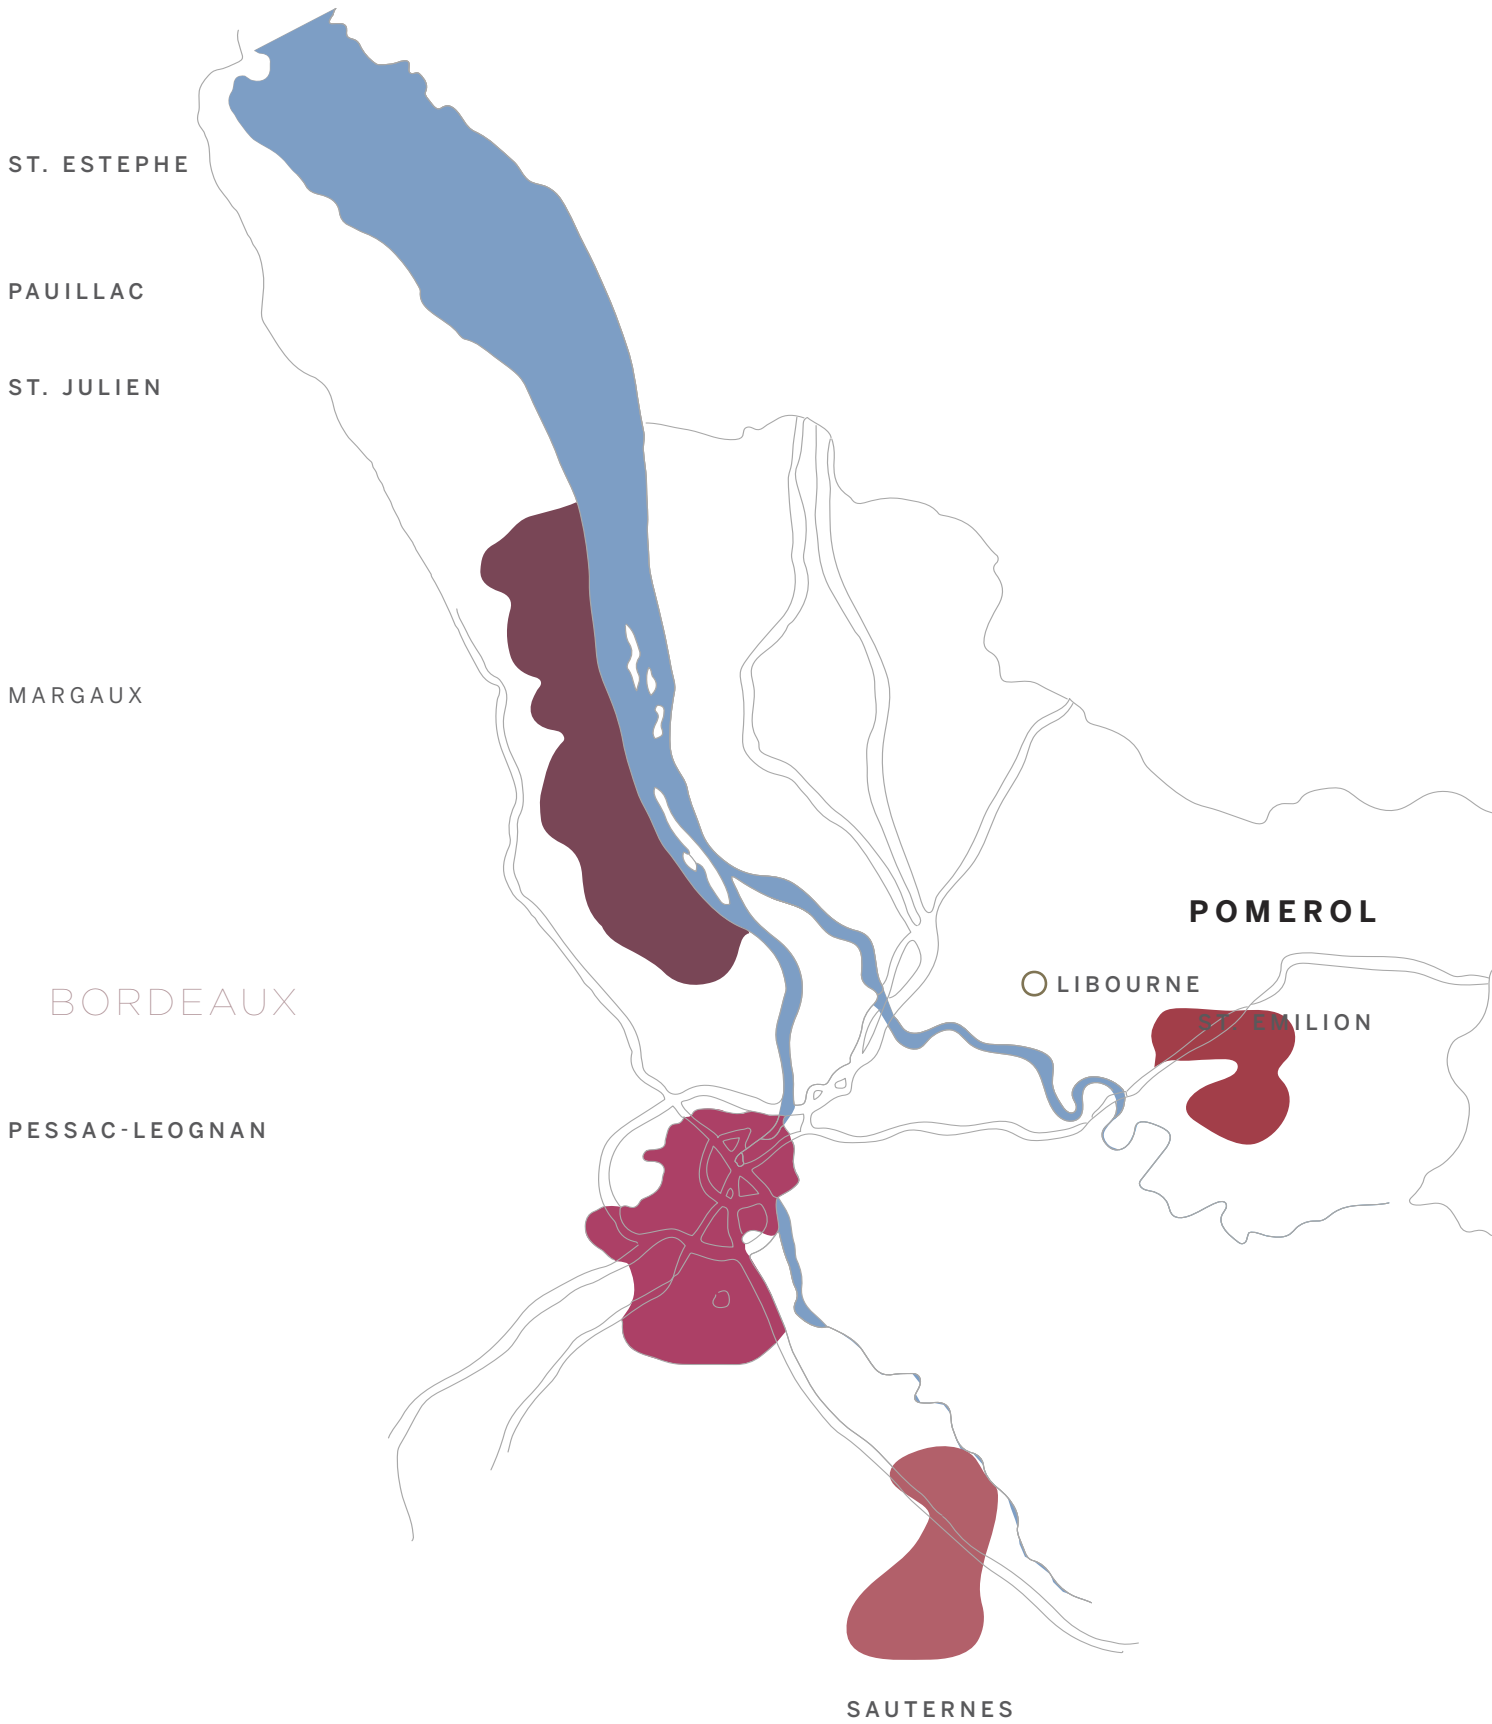 ST. ESTEPHE
PAUILLAC
ST. JULIEN
MARGAUX
POMEROL
LIBOURNE
BORDEAUX
ST. EMILION
PESSAC-LEOGNAN
SAUTERNES